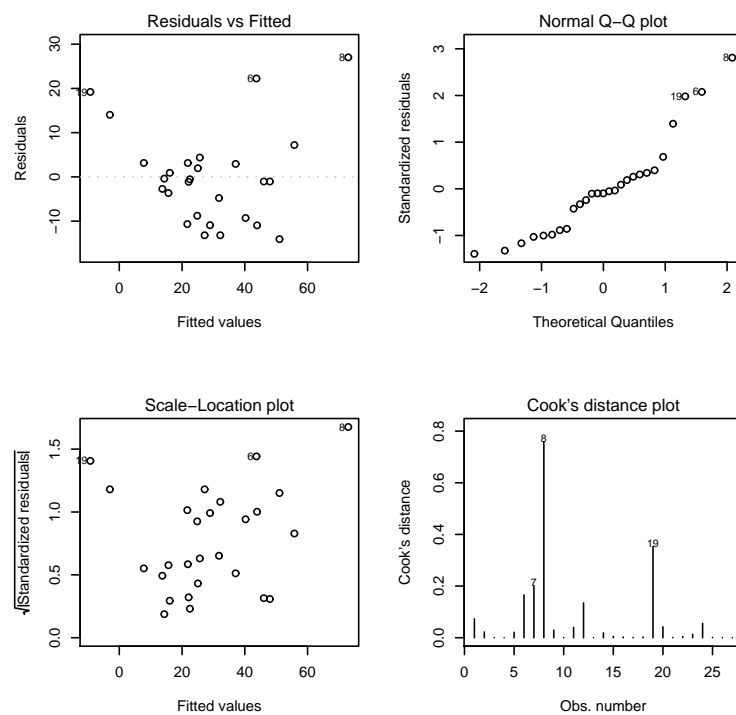 Residuals vs Fitted
Residuals
30
20
10
0
−10
8
6
19
0 20 40 60
Fitted values
Normal Q−Q plot
Standardized residuals
3
2
1
0
−1
8
6
19
−2 −1 0 1 2
Theoretical Quantiles
Scale−Location plot
√|Standardized residuals|
1.5
1.0
0.5
0.0
8
6
19
0 20 40 60
Fitted values
Cook's distance plot
Cook's distance
0.8
0.6
0.4
0.2
0.0
8
19
7
0 5 10 15 20 25
Obs. number